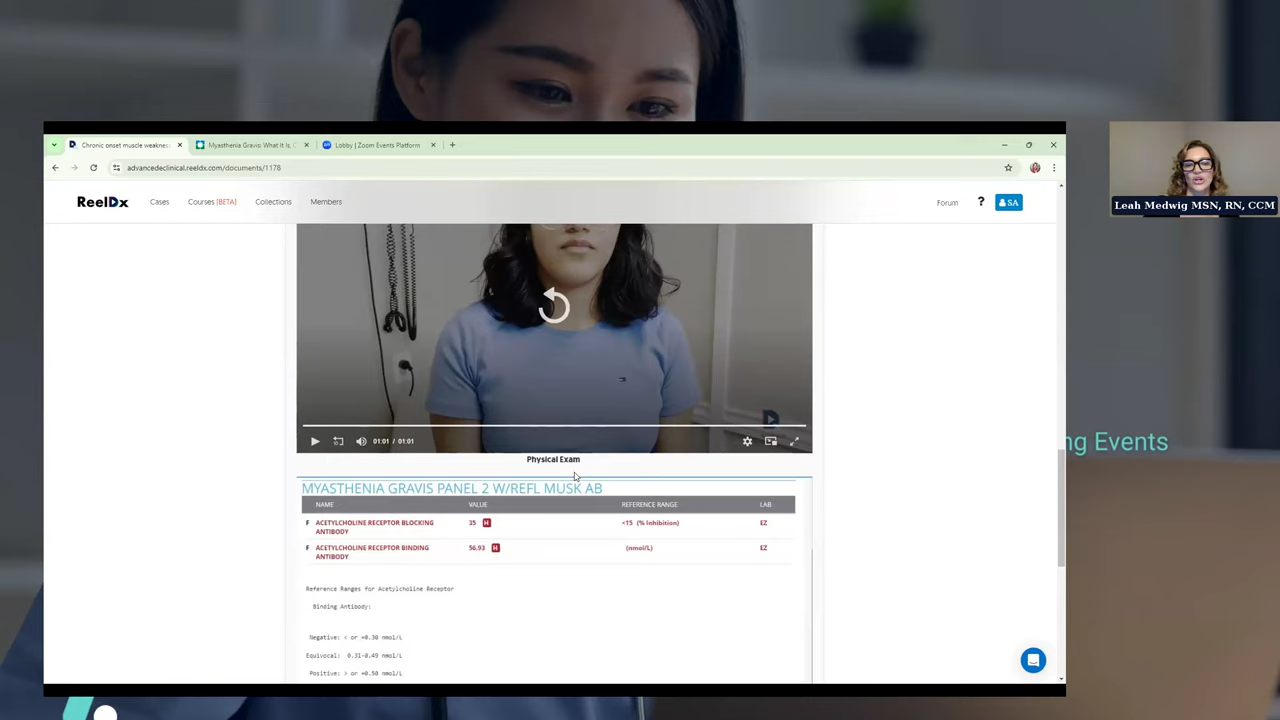 Chronic onset muscle weaknes
Myasthenia Gravis: What It Is, C
Lobby | Zoom Events Platform
advancedeclinical.reeldx.com/documents/1178
ReelDx
Cases
Courses [BETA]
Collections
Members
Forum
?
SA
Leah Medwig MSN, RN, CCM
01:01 / 01:01
Physical Exam
ng Events
MYASTHENIA GRAVIS PANEL 2 W/REFL MUSK AB
NAME VALUE REFERENCE RANGE LAB
F ACETYLCHOLINE RECEPTOR BLOCKING ANTIBODY 35 H <15 (% Inhibition) EZ
F ACETYLCHOLINE RECEPTOR BINDING ANTIBODY 56.93 H (nmol/L) EZ
Reference Ranges for Acetylcholine Receptor
Binding Antibody:
Negative: < or =0.30 nmol/L
Equivocal: 0.31-0.49 nmol/L
Positive: > or =0.50 nmol/L